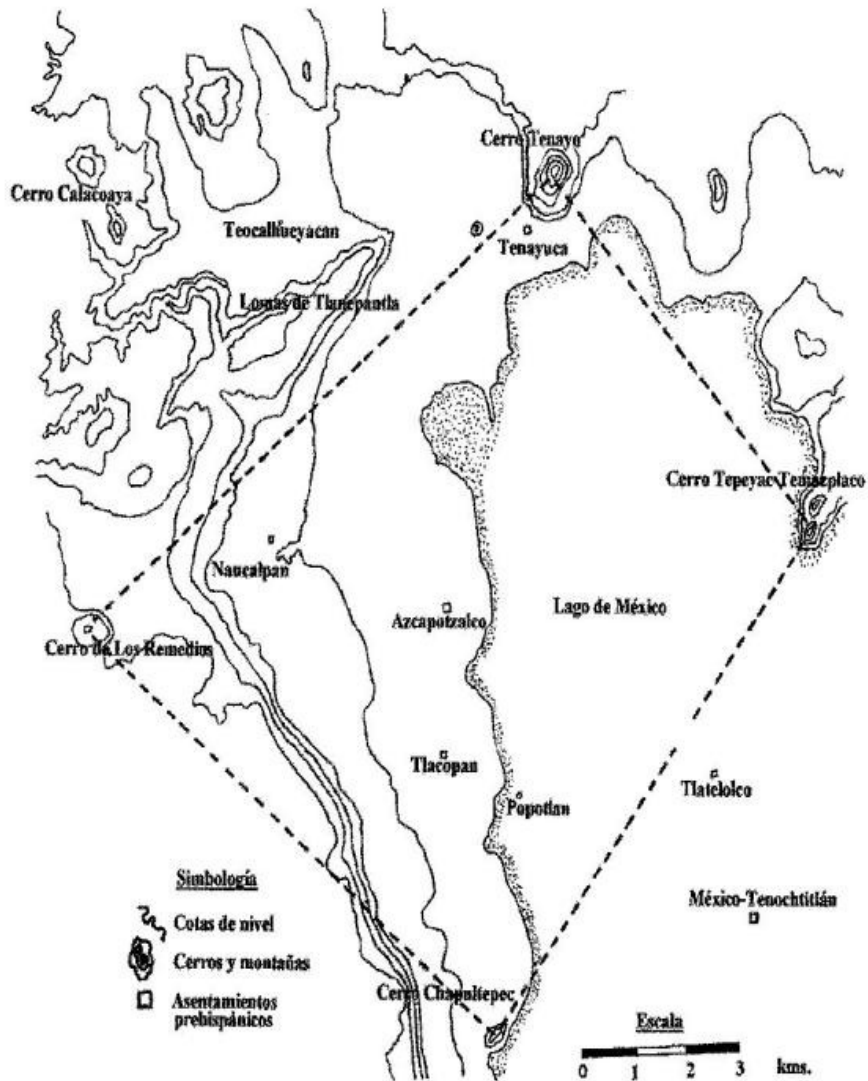 Cerro Tenayo
Cerro Calacoaya
Teocalhueyacan
Tenayuca
Lomas de Tlanepantla
Cerro Tepeyac Temazplaco
Naucalpan
Azcapotzalco
Lago de México
Cerro de Los Remedios
Tlacopan
Tlatelolco
Popotlan
Simbología
México-Tenochtitlán
Cotas de nivel
Cerros y montañas
Cerro Chapultepec
Asentamientos
prehispánicos
Escala
0 1 2 3 kms.